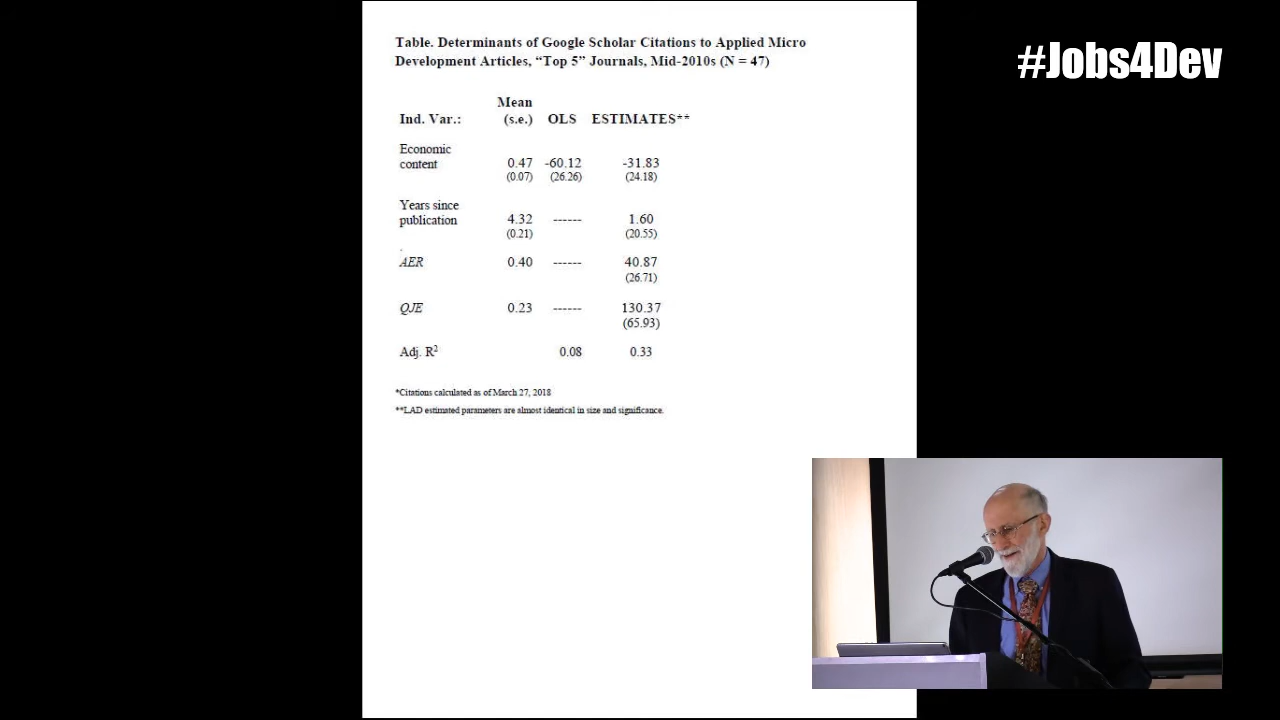 Table. Determinants of Google Scholar Citations to Applied Micro
Development Articles, “Top 5” Journals, Mid-2010s (N = 47)
#Jobs4Dev
Mean
Ind. Var.: (s.e.) OLS ESTIMATES**
Economic
content 0.47 -60.12 -31.83
(0.07) (26.26) (24.18)
Years since
publication 4.32 ------ 1.60
(0.21) (20.55)
AER 0.40 ------ 40.87
(26.71)
QJE 0.23 ------ 130.37
(65.93)
Adj. R² 0.08 0.33
*Citations calculated as of March 27, 2018
**LAD estimated parameters are almost identical in size and significance.